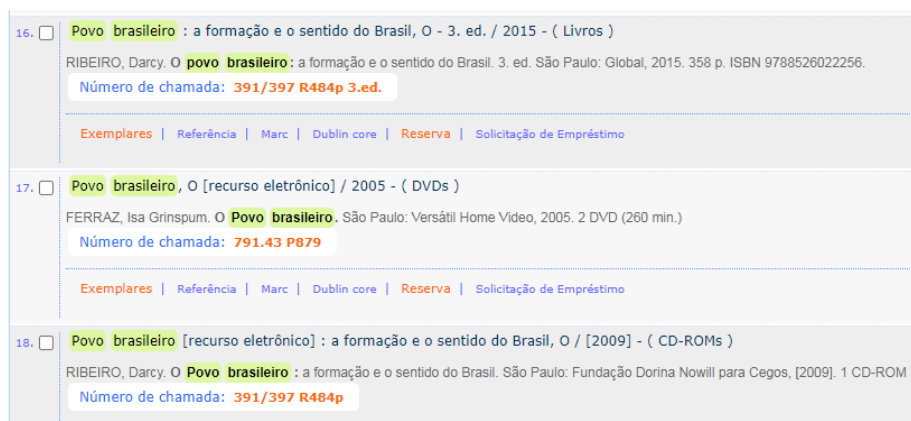 16. Povo brasileiro : a formação e o sentido do Brasil, O - 3. ed. / 2015 - ( Livros )
RIBEIRO, Darcy. O povo brasileiro: a formação e o sentido do Brasil. 3. ed. São Paulo: Global, 2015. 358 p. ISBN 9788526022256.
Número de chamada: 391/397 R484p 3.ed.
Exemplares | Referência | Marc | Dublin core | Reserva | Solicitação de Empréstimo
17. Povo brasileiro, O [recurso eletrônico] / 2005 - ( DVDs )
FERRAZ, Isa Grinspum. O Povo brasileiro. São Paulo: Versátil Home Video, 2005. 2 DVD (260 min.)
Número de chamada: 791.43 P879
Exemplares | Referência | Marc | Dublin core | Reserva | Solicitação de Empréstimo
18. Povo brasileiro [recurso eletrônico] : a formação e o sentido do Brasil, O / [2009] - ( CD-ROMs )
RIBEIRO, Darcy. O Povo brasileiro : a formação e o sentido do Brasil. São Paulo: Fundação Dorina Nowill para Cegos, [2009]. 1 CD-ROM
Número de chamada: 391/397 R484p